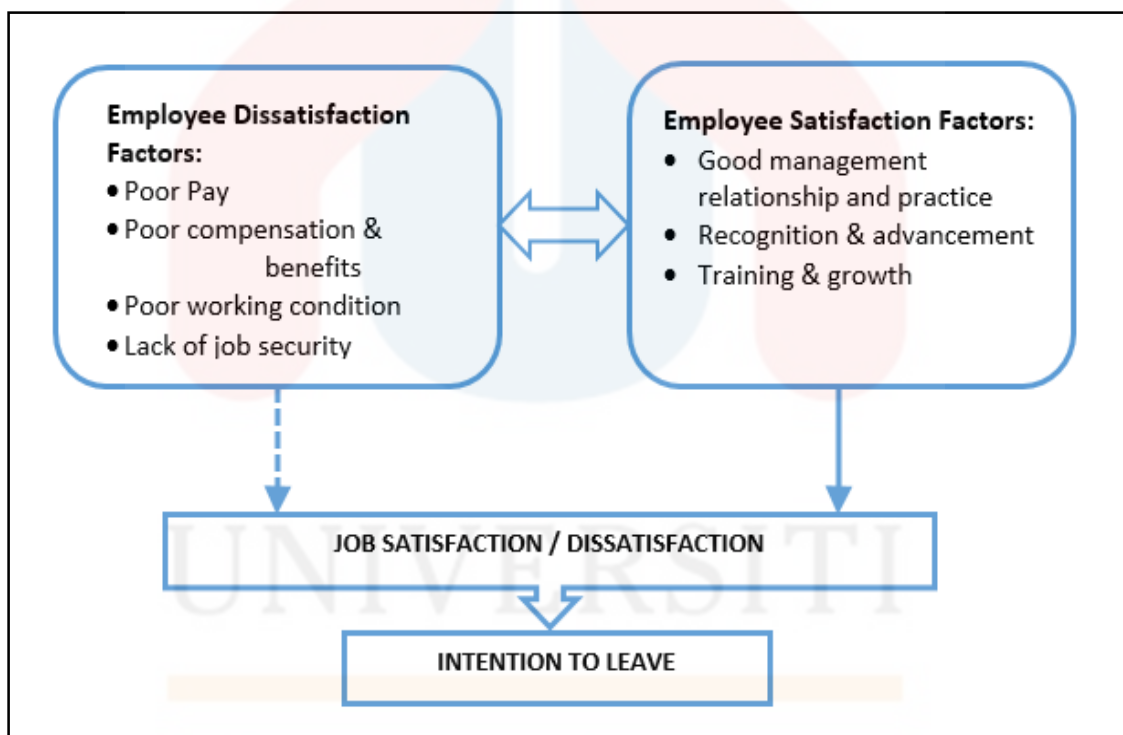 Employee Dissatisfaction
Factors:
• Poor Pay
• Poor compensation &
benefits
• Poor working condition
• Lack of job security
Employee Satisfaction Factors:
• Good management
relationship and practice
• Recognition & advancement
• Training & growth
JOB SATISFACTION / DISSATISFACTION
UNIVERSITI
INTENTION TO LEAVE